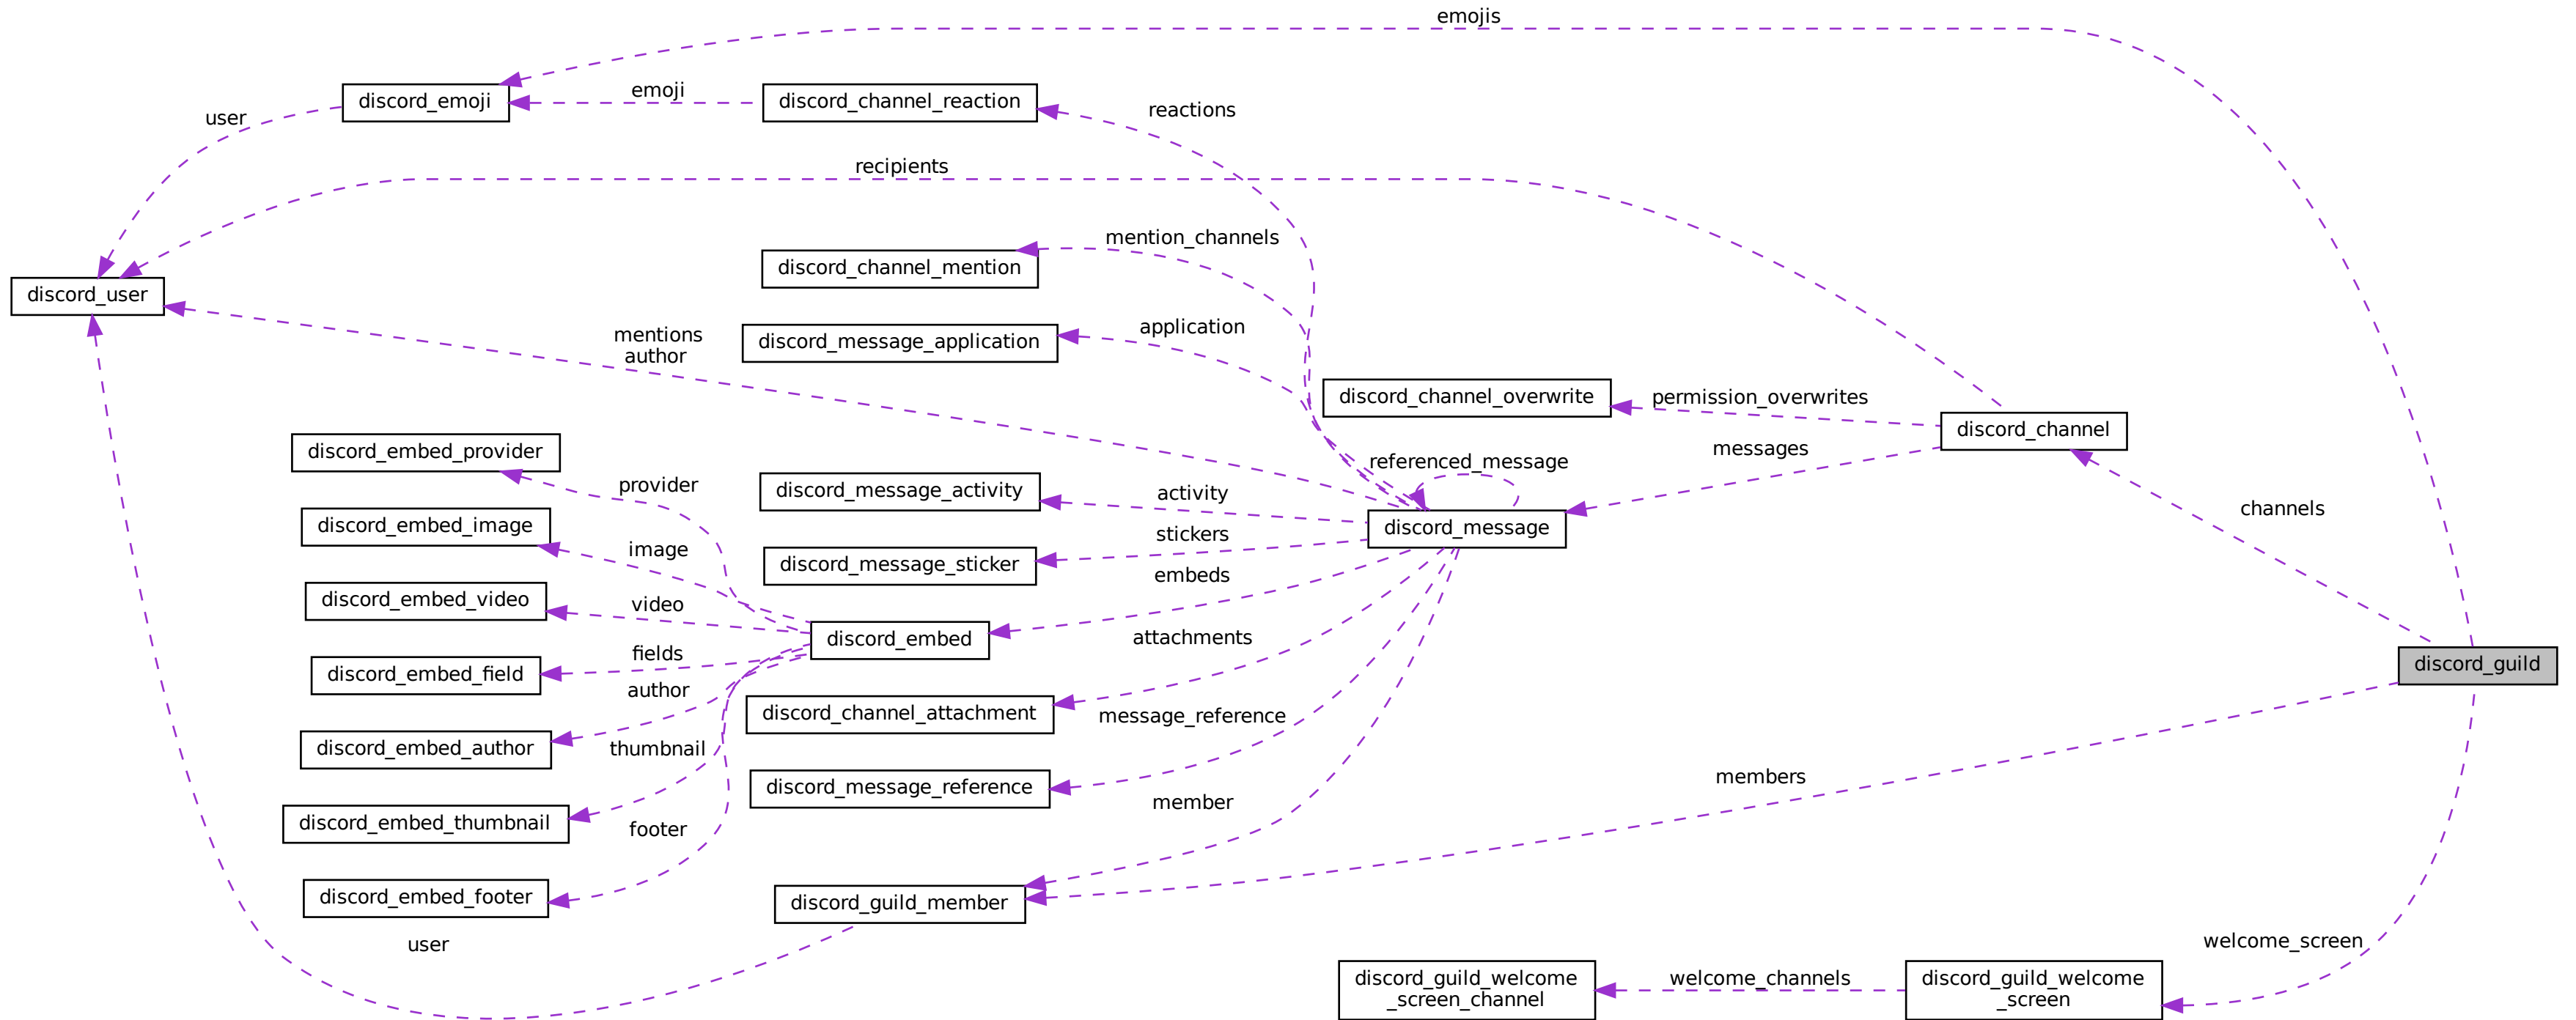 emojis
discord_emoji
emoji
discord_channel_reaction
reactions
user
recipients
mention_channels
discord_channel_mention
discord_user
application
discord_message_application
mentions
author
discord_channel_overwrite
permission_overwrites
discord_channel
discord_embed_provider
provider
referenced_message
messages
discord_message_activity
activity
channels
discord_embed_image
image
stickers
discord_message
discord_message_sticker
embeds
discord_embed_video
video
discord_embed
attachments
discord_embed_field
fields
author
discord_guild
discord_channel_attachment
message_reference
discord_embed_author
thumbnail
members
discord_message_reference
member
discord_embed_thumbnail
footer
discord_embed_footer
discord_guild_member
user
welcome_screen
discord_guild_welcome
_screen_channel
welcome_channels
discord_guild_welcome
_screen